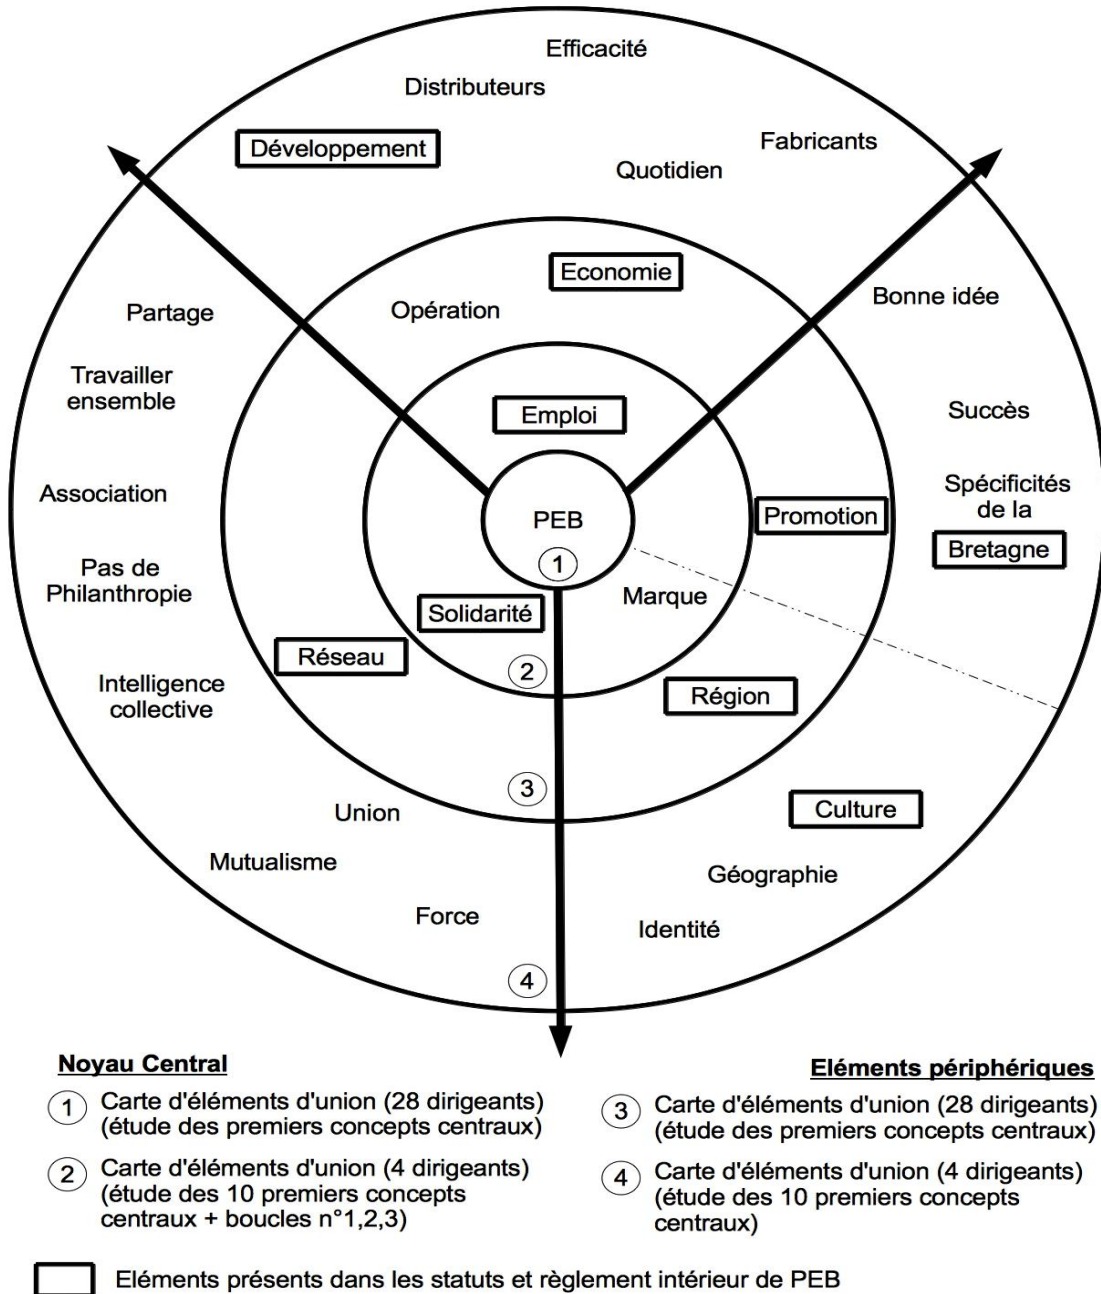 Efficacité
Distributeurs
Développement
Fabricants
Quotidien
Economie
Bonne idée
Opération
Partage
Travailler
ensemble
Emploi
Succès
Association
Spécificités
de la
Bretagne
PEB
Promotion
1
Pas de
Philanthropie
Solidarité
Marque
Réseau
2
Intelligence
collective
Région
3
Union
Culture
Mutualisme
Géographie
Force
Identité
4
Noyau Central
1 Carte d'éléments d'union (28 dirigeants)
(étude des premiers concepts centraux)
2 Carte d'éléments d'union (4 dirigeants)
(étude des 10 premiers concepts
centraux + boucles n°1,2,3)
Eléments périphériques
3 Carte d'éléments d'union (28 dirigeants)
(étude des premiers concepts centraux)
4 Carte d'éléments d'union (4 dirigeants)
(étude des 10 premiers concepts
centraux)
Eléments présents dans les statuts et règlement intérieur de PEB